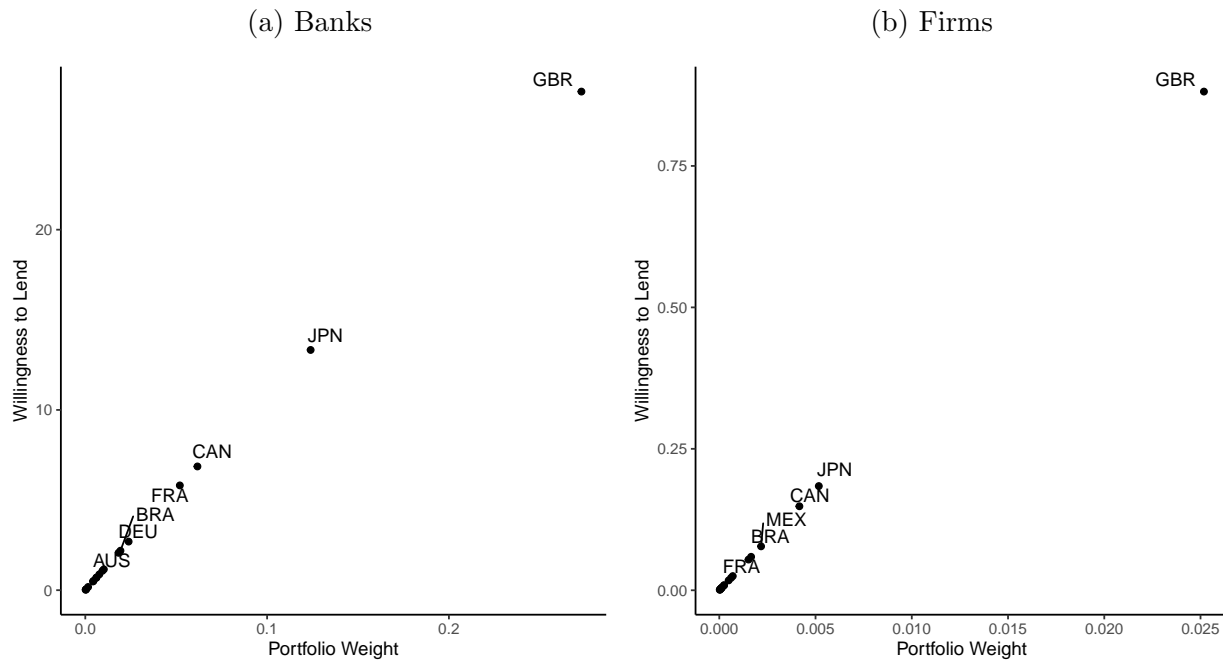 (a) Banks
GBR
20
JPN
10
CAN
FRA
BRA
DEU
AUS
0
0.0
0.1
0.2
Portfolio Weight
Willingness to Lend
(b) Firms
GBR
0.75
0.50
0.25
JPN
CAN
MEX
BRA
FRA
0.00
0.000
0.005
0.010
0.015
0.020
0.025
Portfolio Weight
Willingness to Lend